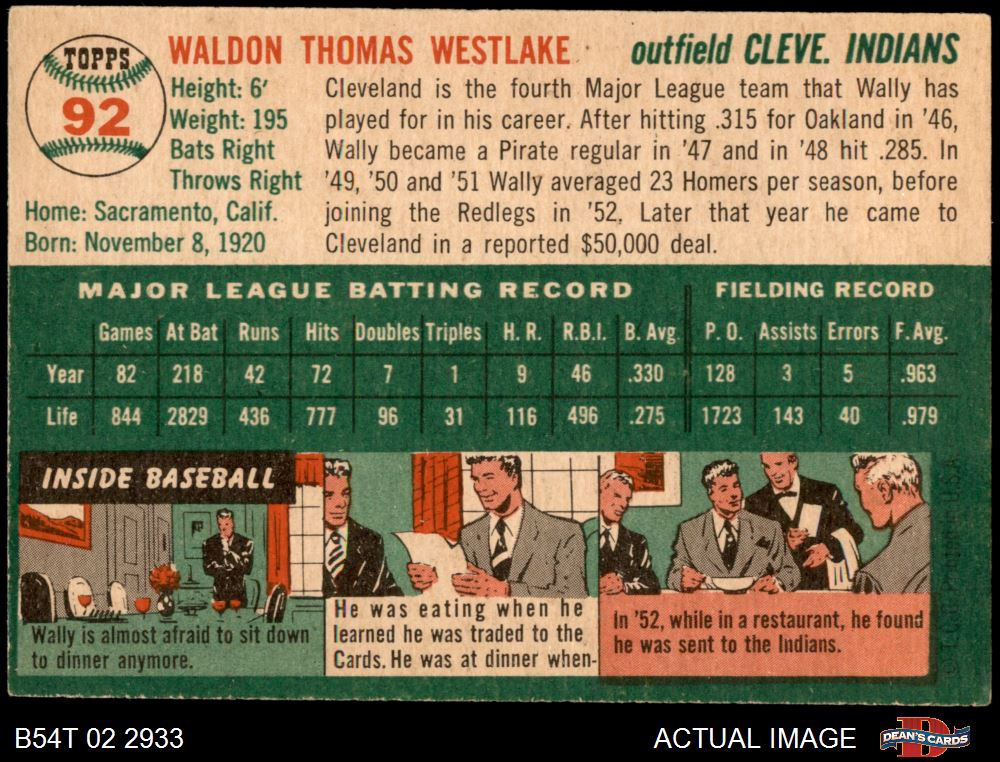 TOPPS
92
WALDON THOMAS WESTLAKE
outfield CLEVE. INDIANS
Height: 6'
Weight: 195
Bats Right
Throws Right
Home: Sacramento, Calif.
Born: November 8, 1920
Cleveland is the fourth Major League team that Wally has
played for in his career. After hitting .315 for Oakland in '46,
Wally became a Pirate regular in '47 and in '48 hit .285. In
'49, '50 and '51 Wally averaged 23 Homers per season, before
joining the Redlegs in '52. Later that year he came to
Cleveland in a reported $50,000 deal.
MAJOR LEAGUE BATTING RECORD FIELDING RECORD
Games At Bat Runs Hits Doubles Triples H. R. R.B.I. B. Avg. P. O. Assists Errors F. Avg.
Year 82 218 42 72 7 1 9 46 .330 128 3 5 .963
Life 844 2829 436 777 96 31 116 496 .275 1723 143 40 .979
INSIDE BASEBALL
Wally is almost afraid to sit down
to dinner anymore.
He was eating when he
learned he was traded to the
Cards. He was at dinner when-
In '52, while in a restaurant, he found
he was sent to the Indians.
B54T 02 2933
ACTUAL IMAGE
DEAN'S CARDS